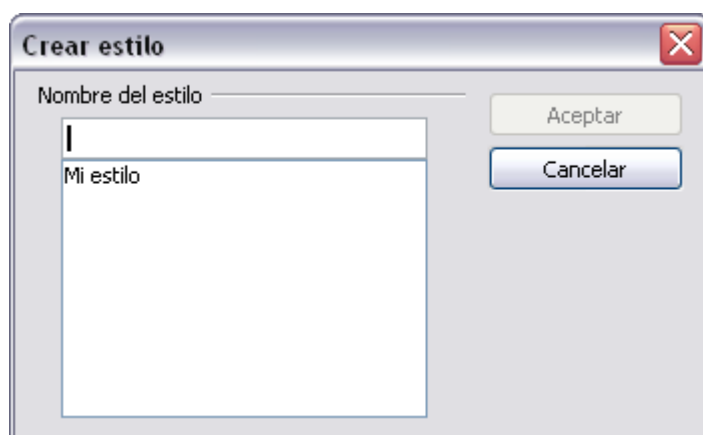 Crear estilo
Nombre del estilo
Aceptar
Mi estilo
Cancelar